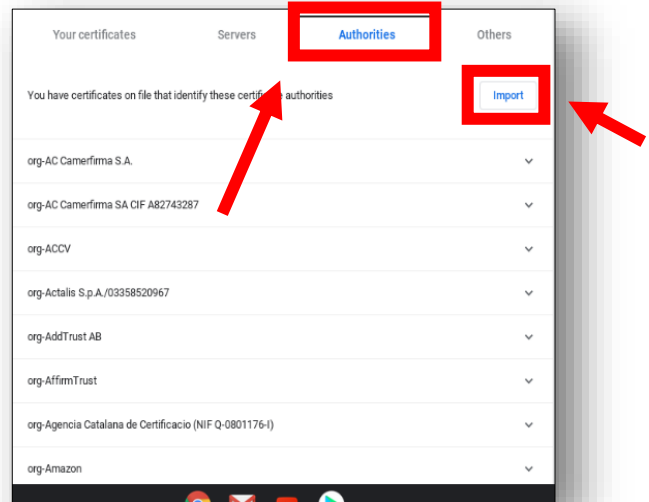 Your certificates Servers Authorities Others
You have certificates on file that identify these authorities Import
org-AC Camerfirma S.A.
org-AC Camerfirma SA CIF A82743287
org-ACCV
org-Actalis S.p.A./03358520967
org-AddTrust AB
org-AffirmTrust
org-Agencia Catalana de Certificacio (NIF Q-0801176-I)
org-Amazon